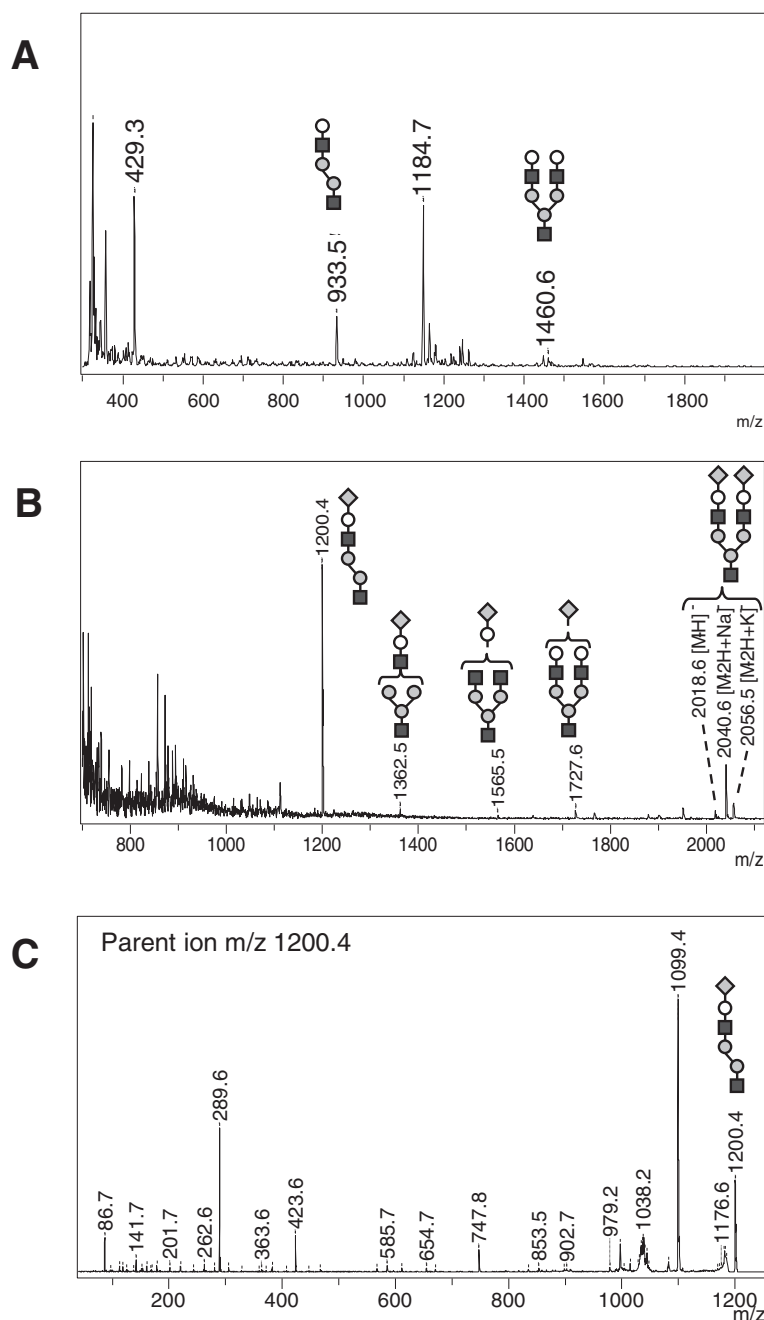 A
429.3
933.5
1184.7
1460.6
400 600 800 1000 1200 1400 1600 1800
m/z
B
1200.4
1362.5
1565.5
1727.6
2018.6 [M-H]-
2040.6 [M-2H+Na]-
2056.5 [M-2H+K]-
800 1000 1200 1400 1600 1800 2000
m/z
C
Parent ion m/z 1200.4
86.7
141.7
201.7
262.6
289.6
363.6
423.6
585.7
654.7
747.8
853.5
902.7
979.2
1038.2
1099.4
1176.6
1200.4
200 400 600 800 1000 1200
m/z